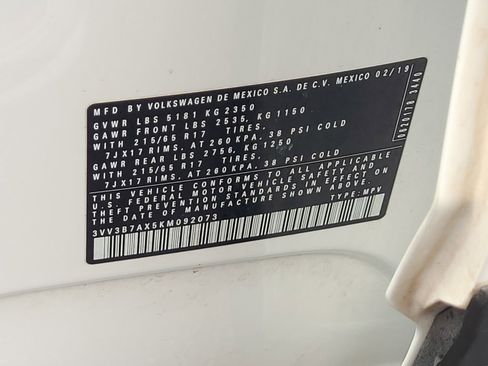 MFD BY VOLKSWAGEN DE MEXICO S.A. DE C.V. MEXICO 02/19
GVWR LBS 5181 KG 2350
GAWR FRONT LBS 2535, KG 1150
WITH 215/65 R17 TIRES,
7JX17 RIMS, AT 260KPA, 38 PSI COLD
GAWR REAR LBS 2756, KG 1250
WITH 215/65 R17 TIRES,
7JX17 RIMS, AT 260KPA, 38 PSI COLD
THIS VEHICLE CONFORMS TO ALL APPLICABLE
U.S. FEDERAL MOTOR VEHICLE SAFETY AND
THEFT PREVENTION STANDARDS IN EFFECT ON
THE DATE OF MANUFACTURE SHOWN ABOVE.
3VV3B7AX5KM092073
TYPE: MPV